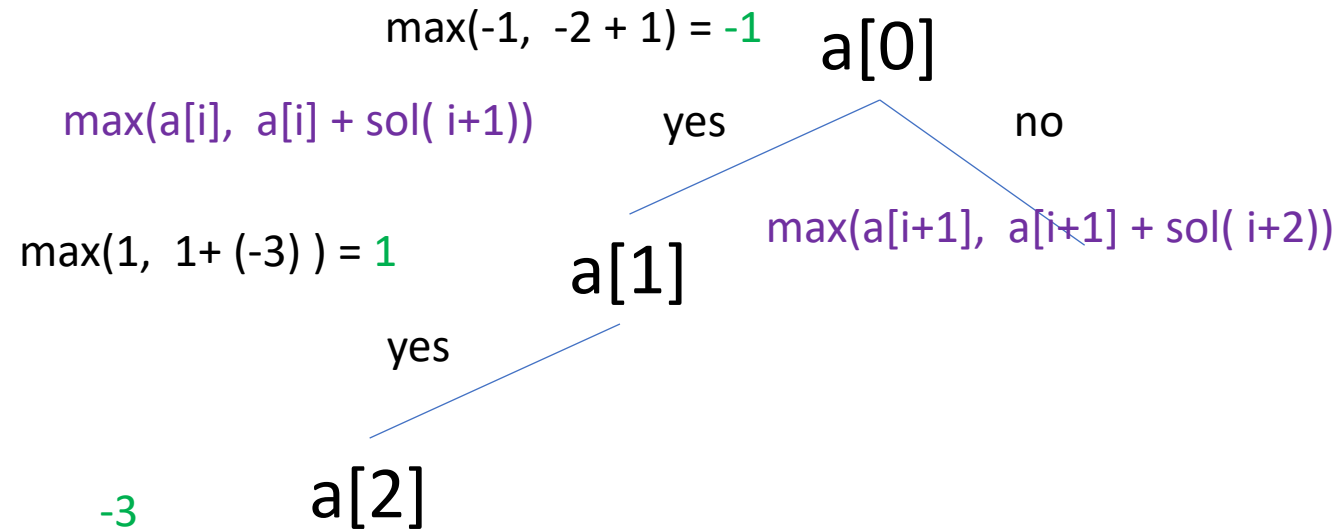 max(-1, -2 + 1) = -1
a[0]
max(a[i], a[i] + sol( i+1))
yes
no
max(a[i+1], a[i+1] + sol( i+2))
max(1, 1+ (-3) ) = 1
a[1]
yes
a[2]
-3